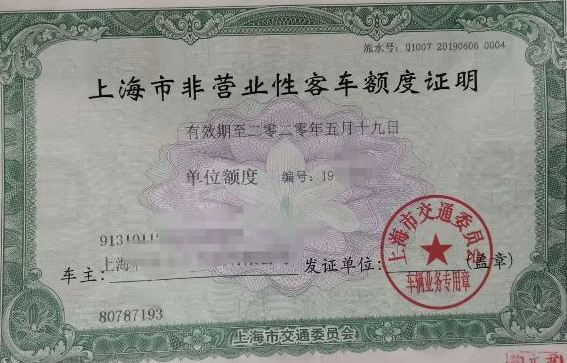 流水号: Q1007 20190606 0004
上海市非营业性客车额度证明
有效期至二零二零年五月十九日
单位额度 编号: 19
9131011
车主: 上海 发证单位: (盖章)
上海市交通委员会
车辆业务专用章
80787193
上海市交通委员会